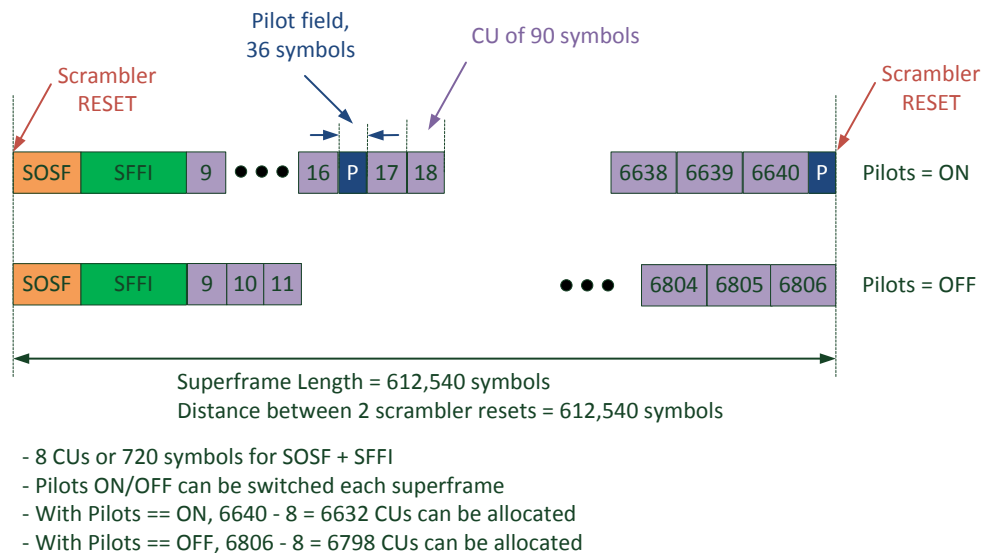 Pilot field,
36 symbols
CU of 90 symbols
Scrambler
RESET
Scrambler
RESET
SOSF SFFI 9 16 P 17 18 6638 6639 6640 P Pilots = ON
SOSF SFFI 9 10 11 6804 6805 6806 Pilots = OFF
Superframe Length = 612,540 symbols
Distance between 2 scrambler resets = 612,540 symbols
- 8 CUs or 720 symbols for SOSF + SFFI
- Pilots ON/OFF can be switched each superframe
- With Pilots == ON, 6640 - 8 = 6632 CUs can be allocated
- With Pilots == OFF, 6806 - 8 = 6798 CUs can be allocated